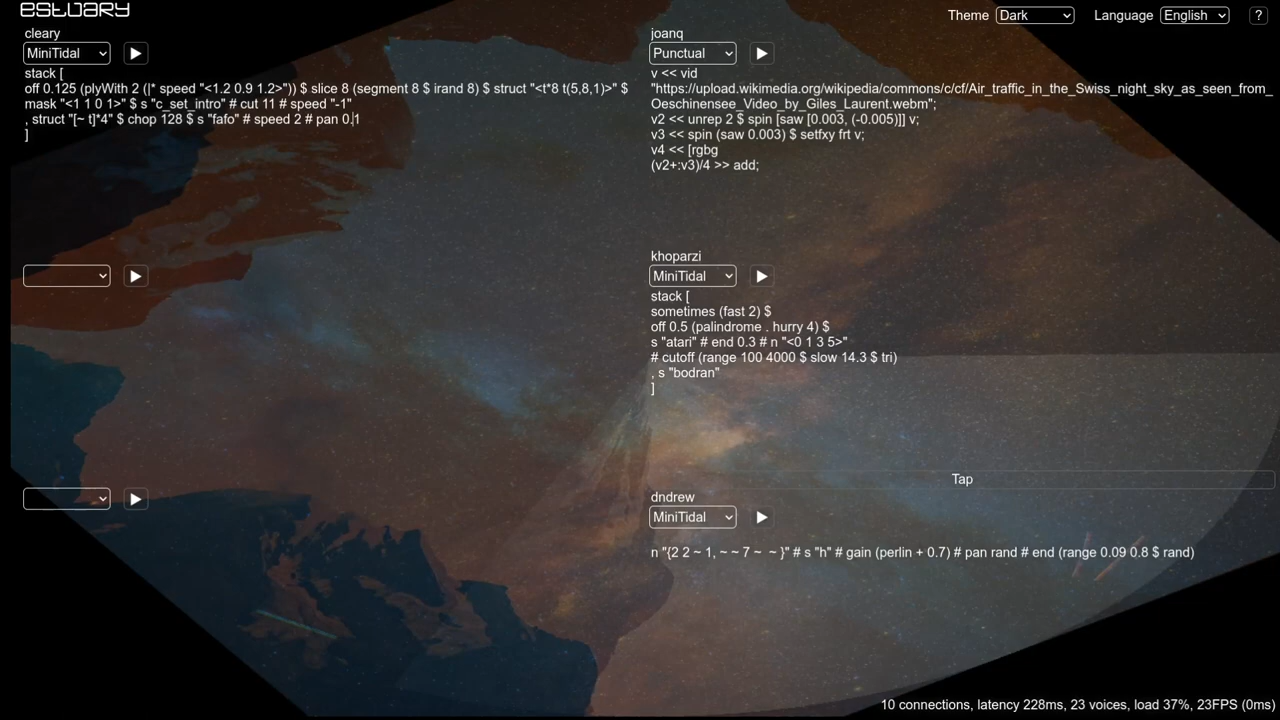 estuary
Theme Dark Language English ?
cleary
MiniTidal
stack [
off 0.125 (plyWith 2 (|* speed "<1.2 0.9 1.2>")) $ slice 8 (segment 8 $ irand 8) $ struct "<t*8 t(5,8,1)>" $
mask "<1 1 0 1>" $ s "c_set_intro" # cut 11 # speed "-1"
, struct "[~ t]*4" $ chop 128 $ s "fafo" # speed 2 # pan 0.1
]
joanq
Punctual
v << vid
"https://upload.wikimedia.org/wikipedia/commons/c/cf/Air_traffic_in_the_Swiss_night_sky_as_seen_from_
Oeschinensee_Video_by_Giles_Laurent.webm";
v2 << unrep 2 $ spin [saw [0.003, (-0.005)]] v;
v3 << spin (saw 0.003) $ setfxy frt v;
v4 << [rgbg
(v2+:v3)/4 >> add;
khoparzi
MiniTidal
stack [
sometimes (fast 2) $
off 0.5 (palindrome . hurry 4) $
s "atari" # end 0.3 # n "<0 1 3 5>"
# cutoff (range 100 4000 $ slow 14.3 $ tri)
, s "bodran"
]
Tap
dndrew
MiniTidal
n "{2 2 ~ 1, ~ ~ 7 ~  ~ }" # s "h" # gain (perlin + 0.7) # pan rand # end (range 0.09 0.8 $ rand)
10 connections, latency 228ms, 23 voices, load 37%, 23FPS (0ms)